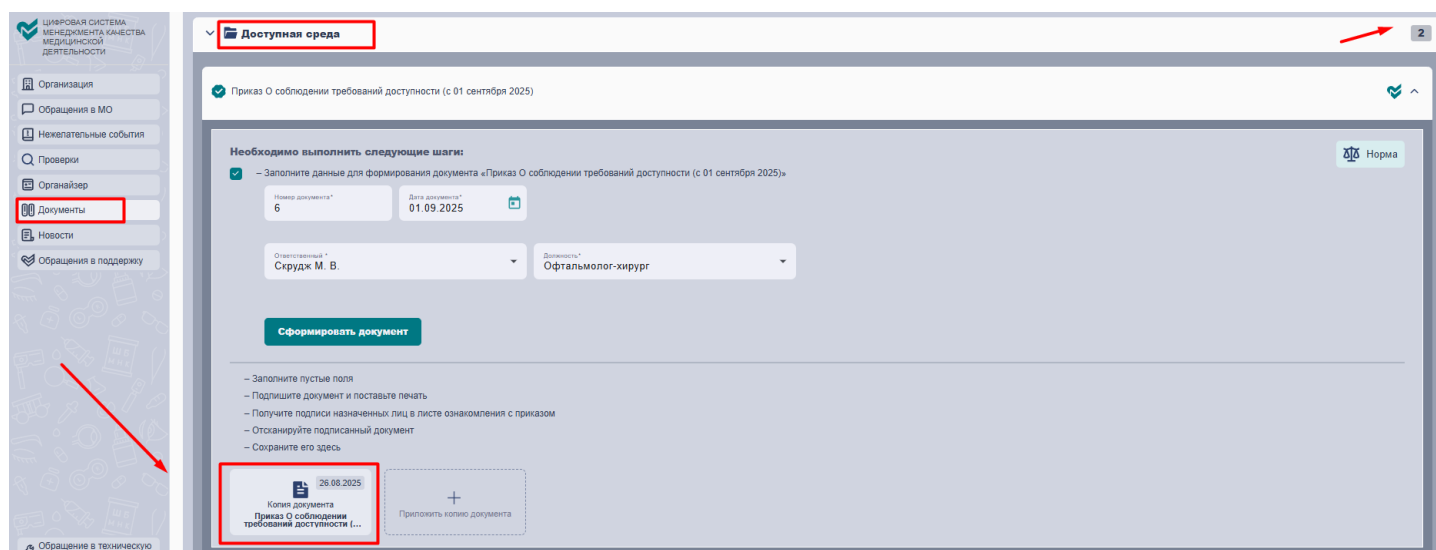 ЦИФРОВАЯ СИСТЕМА
МЕНЕДЖМЕНТА КАЧЕСТВА
МЕДИЦИНСКОЙ
ДЕЯТЕЛЬНОСТИ
Организация
Обращения в МО
Нежелательные события
Проверки
Органайзер
Документы
Новости
Обращения в поддержку
Обращение в техническую
Доступная среда
2
Приказ О соблюдении требований доступности (с 01 сентября 2025)
Необходимо выполнить следующие шаги:
Норма
– Заполните данные для формирования документа «Приказ О соблюдении требований доступности (с 01 сентября 2025)»
Номер документа*
6
Дата документа*
01.09.2025
Ответственный *
Скрудж М. В.
Должность*
Офтальмолог-хирург
Сформировать документ
– Заполните пустые поля
– Подпишите документ и поставьте печать
– Получите подписи назначенных лиц в листе ознакомления с приказом
– Отсканируйте подписанный документ
– Сохраните его здесь
26.08.2025
Копия документа
Приказ О соблюдении
требований доступности (...
Приложить копию документа